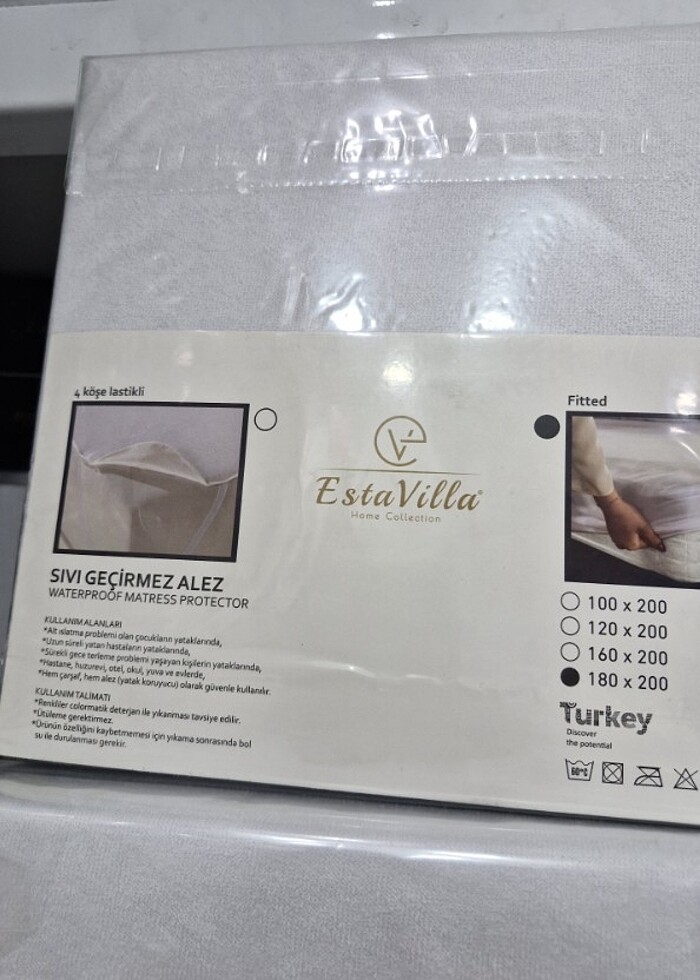 4 köşe lastikli
Fitted
EstaVilla®
Home Collection
SIVI GEÇİRMEZ ALEZ
WATERPROOF MATRESS PROTECTOR
100 x 200
120 x 200
160 x 200
180 x 200
KULLANIM ALANLARI
*Alt ıslatma problemi olan çocukların yataklarında,
*Uzun süreli yatan hastaların yataklarında,
*Sürekli gece terleme problemi yaşayan kişilerin yataklarında,
*Hastane, huzurevi, otel, okul, yuva ve evlerde,
*Hem çarşaf, hem alez (yatak koruyucu) olarak güvenle kullanılır.
KULLANIM TALİMATI
*Renkliler colormatik deterjan ile yıkanması tavsiye edilir.
*Ütüleme gerektirmez.
*Ürünün özelliğini kaybetmemesi için yıkama sonrasında bol
su ile durulanması gerekir.
Turkey
Discover
the potential
60°C